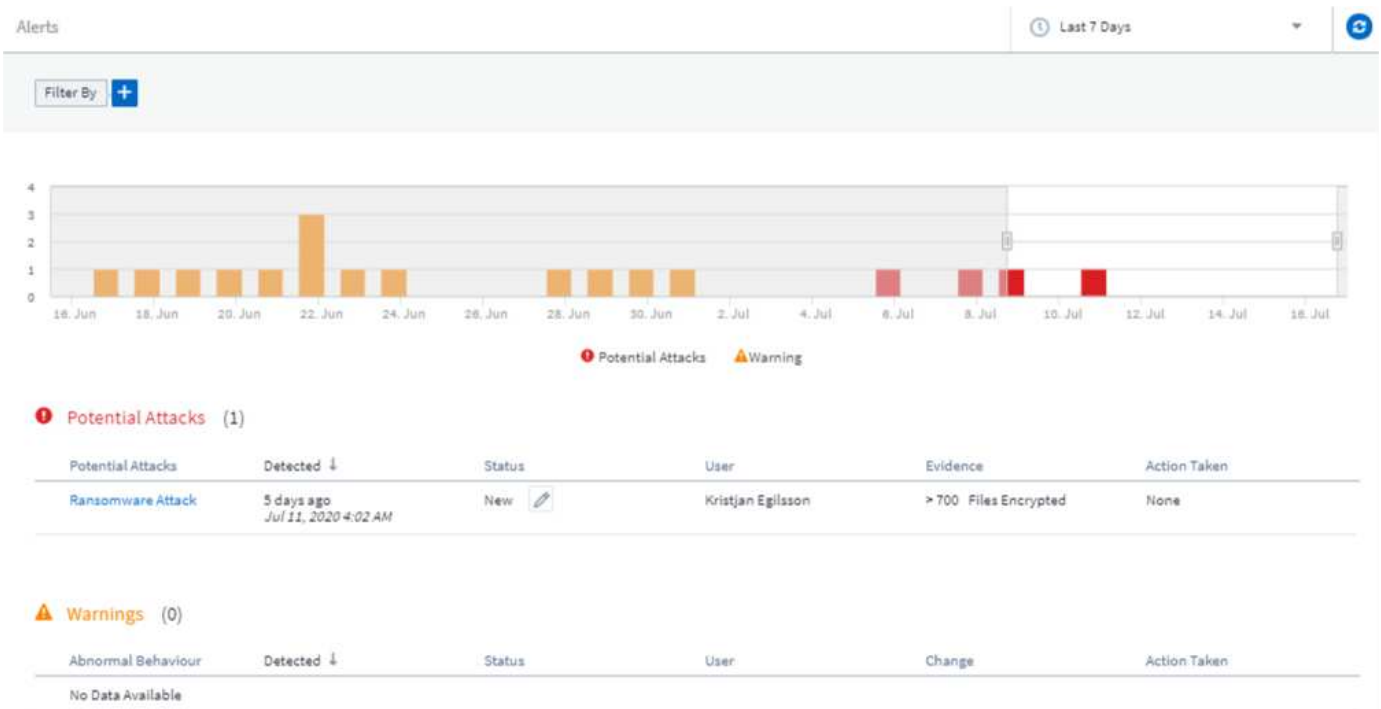 Alerts Last 7 Days
Filter By +
4
3
2
1
0
16. Jun 18. Jun 20. Jun 22. Jun 24. Jun 26. Jun 28. Jun 30. Jun 2. Jul 4. Jul 6. Jul 8. Jul 10. Jul 12. Jul 14. Jul 16. Jul
Potential Attacks Warning
Potential Attacks (1)
Potential Attacks Detected ↓ Status User Evidence Action Taken
Ransomware Attack 5 days ago New Kristjan Egilsson > 700 Files Encrypted None
Jul 11, 2020 4:02 AM
Warnings (0)
Abnormal Behaviour Detected ↓ Status User Change Action Taken
No Data Available